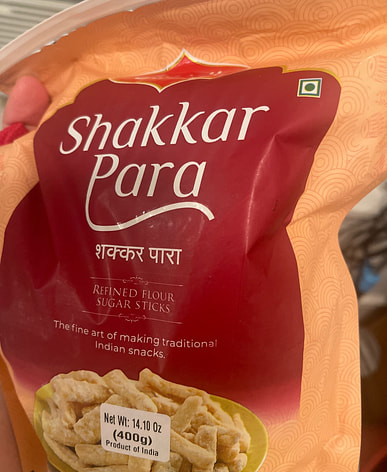 Shakkar
Para
शक्कर पारा
REFINED FLOUR
SUGAR STICKS
The fine art of making traditional
Indian snacks.
Net Wt: 14.10 Oz
(400g)
Product of India